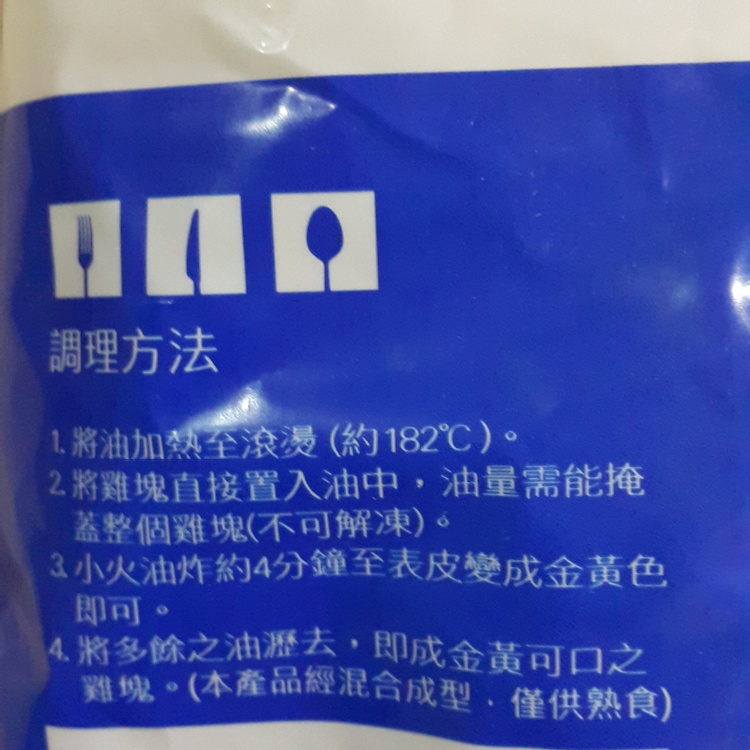 調理方法
1. 將油加熱至滾燙 (約182℃)。
2. 將雞塊直接置入油中，油量需能掩
蓋整個雞塊(不可解凍)。
3. 小火油炸約4分鐘至表皮變成金黃色
即可。
4. 將多餘之油瀝去，即成金黃可口之
雞塊。(本產品經混合成型．僅供熟食)